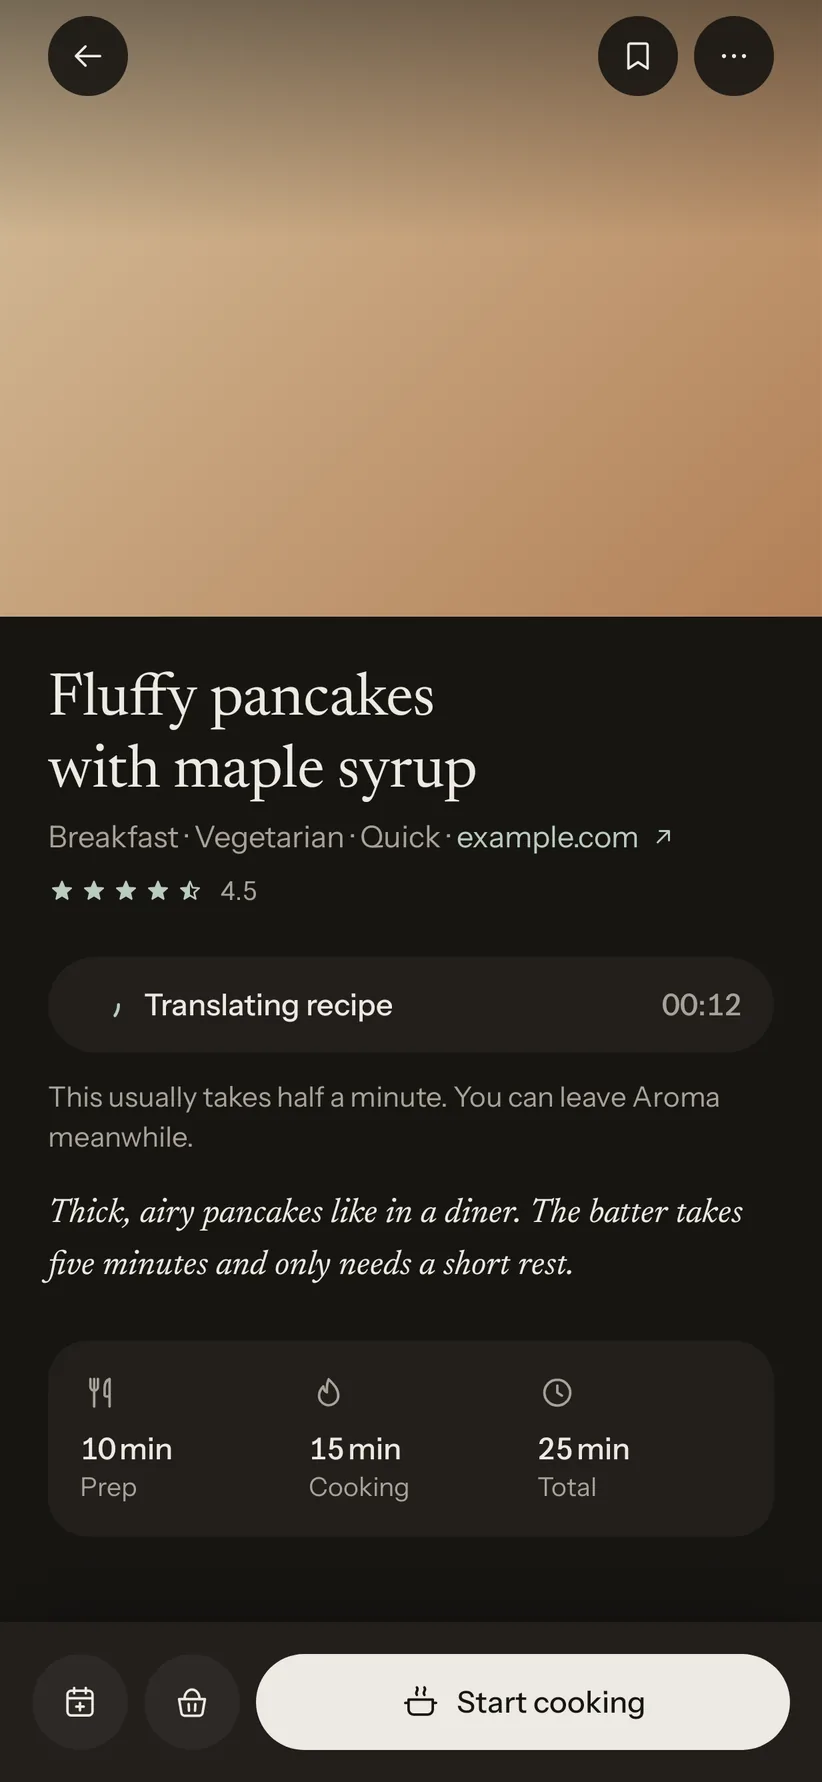 Fluffy pancakes
with maple syrup
Breakfast · Vegetarian · Quick · example.com ↗
4.5
Translating recipe 00:12
This usually takes half a minute. You can leave Aroma
meanwhile.
Thick, airy pancakes like in a diner. The batter takes
five minutes and only needs a short rest.
10 min 15 min 25 min
Prep Cooking Total
Start cooking